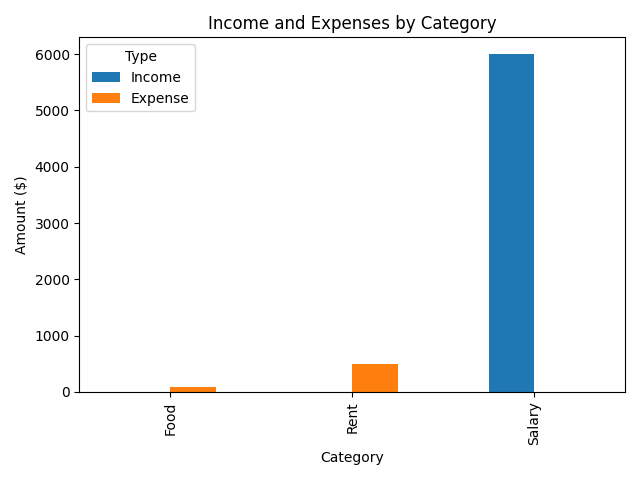 Income and Expenses by Category
Type
Income
Expense
6000
5000
4000
3000
2000
1000
0
Amount ($)
Food
Rent
Salary
Category